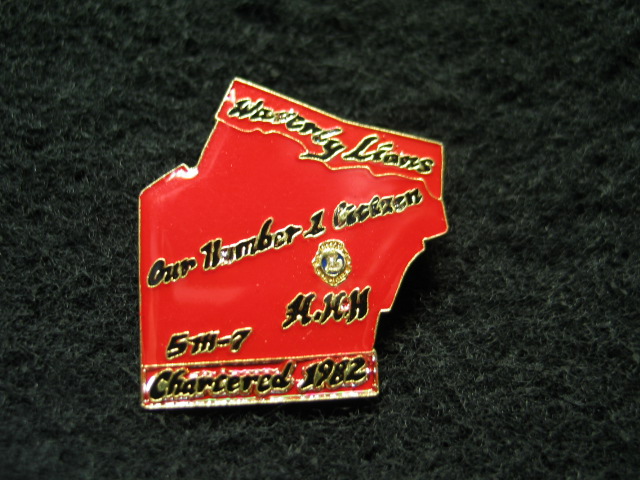 Waverly Lions
Our Number 1 Citizen
H.H.H
5M-7
Chartered 1982